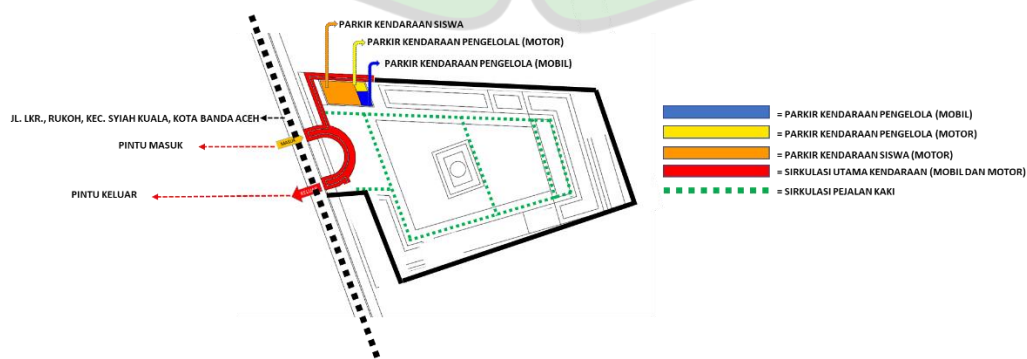 PARKIR KENDARAAN SISWA
PARKIR KENDARAAN PENGELOLAL (MOTOR)
PARKIR KENDARAAN PENGELOLA (MOBIL)
JL. LKR., RUKOH, KEC. SYIAH KUALA, KOTA BANDA ACEH
PINTU MASUK
MASUK
PINTU KELUAR
KELUAR
= PARKIR KENDARAAN PENGELOLA (MOBIL)
= PARKIR KENDARAAN PENGELOLA (MOTOR)
= PARKIR KENDARAAN SISWA (MOTOR)
= SIRKULASI UTAMA KENDARAAN (MOBIL DAN MOTOR)
= SIRKULASI PEJALAN KAKI